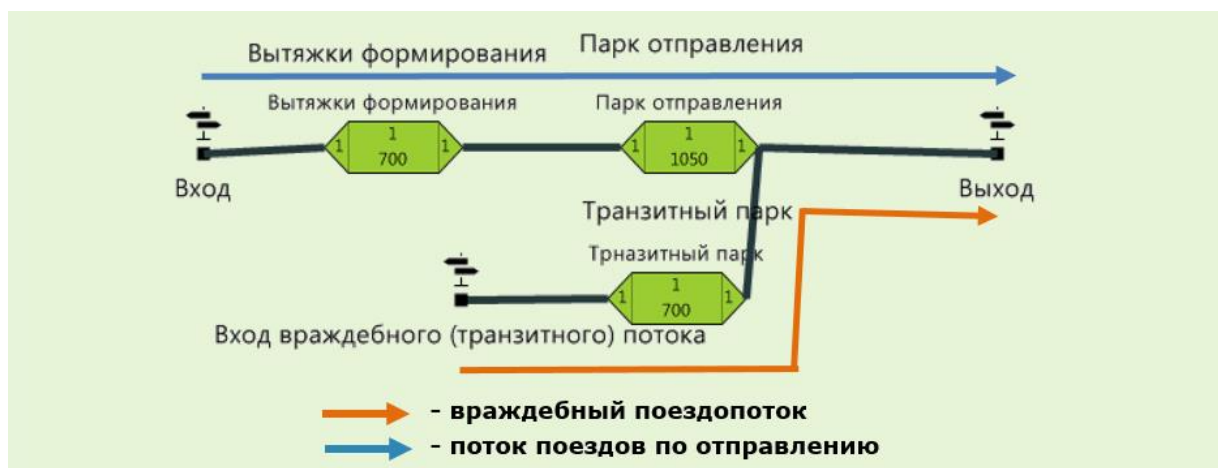 Вытяжки формирования
Парк отправления
Вытяжки формирования
Парк отправления
1
1
700
1
1
1
1050
1
Вход
Выход
Транзитный парк
Трназитный парк
1
1
700
1
Вход враждебного (транзитного) потока
- враждебный поездопоток
- поток поездов по отправлению